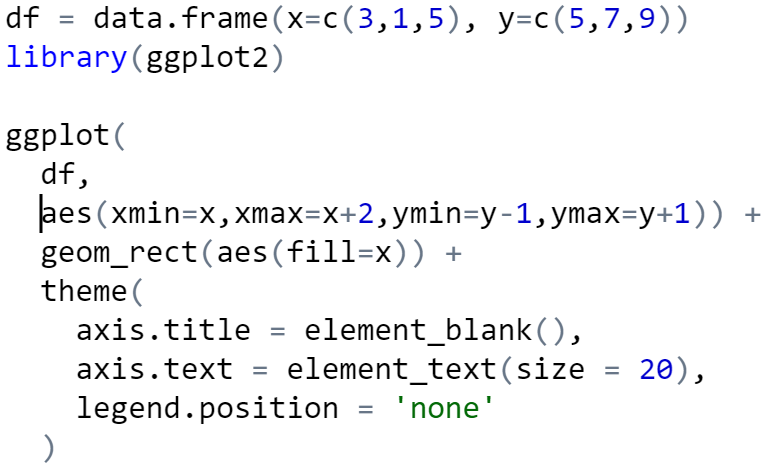 df = data.frame(x=c(3,1,5), y=c(5,7,9))
library(ggplot2)

ggplot(
  df,
  aes(xmin=x,xmax=x+2,ymin=y-1,ymax=y+1)) +
  geom_rect(aes(fill=x)) +
  theme(
    axis.title = element_blank(),
    axis.text = element_text(size = 20),
    legend.position = 'none'
  )